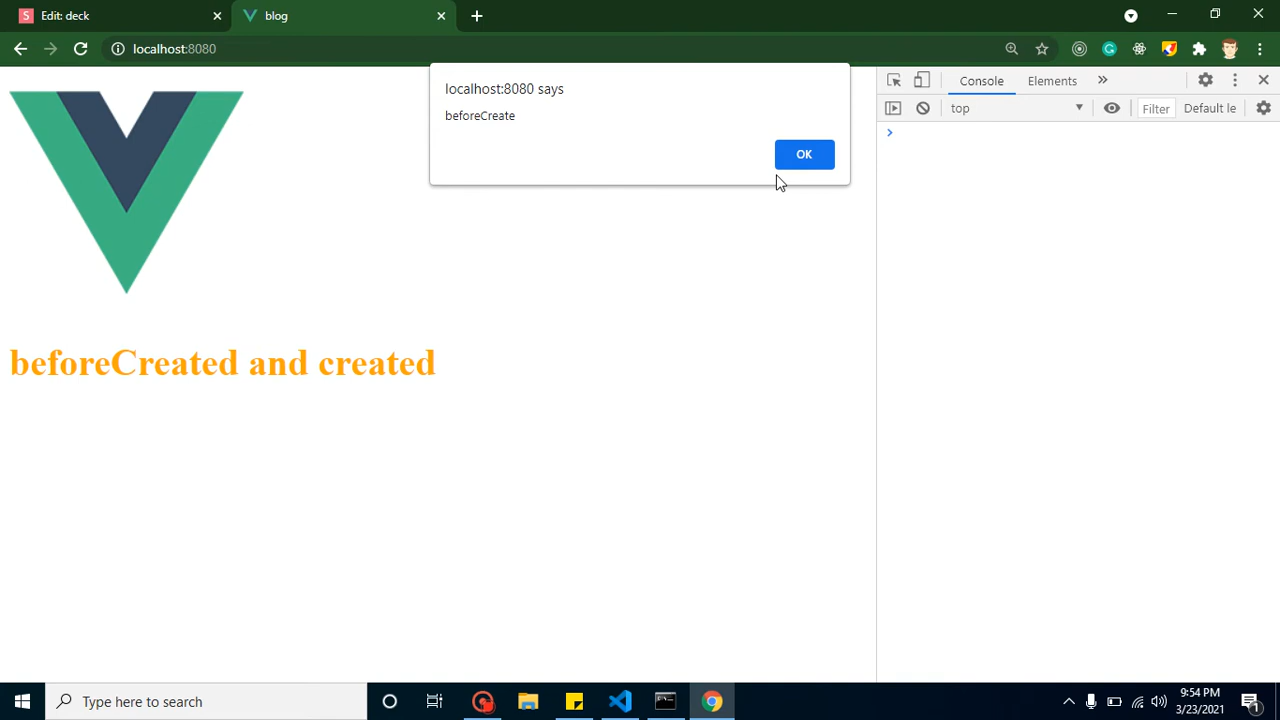 S Edit: deck
blog
localhost:8080
localhost:8080 says
beforeCreate
OK
Console
Elements
top
Filter
Default le
beforeCreated and created
Type here to search
9:54 PM
3/23/2021
1